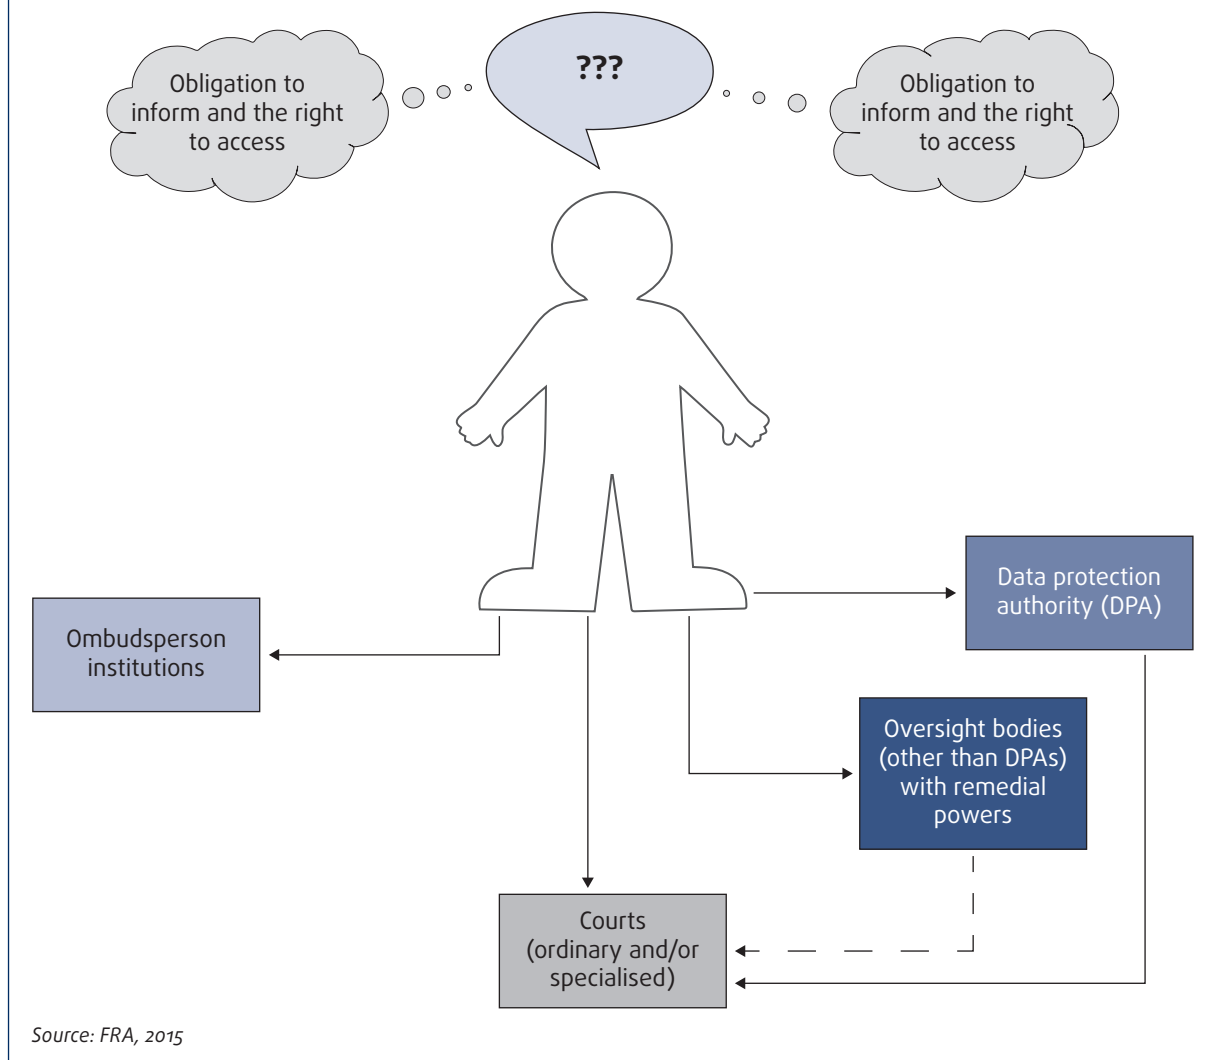 Obligation to
inform and the right
to access
???
Obligation to
inform and the right
to access
Data protection
authority (DPA)
Ombudsperson
institutions
Oversight bodies
(other than DPAs)
with remedial
powers
Courts
(ordinary and/or
specialised)
Source: FRA, 2015